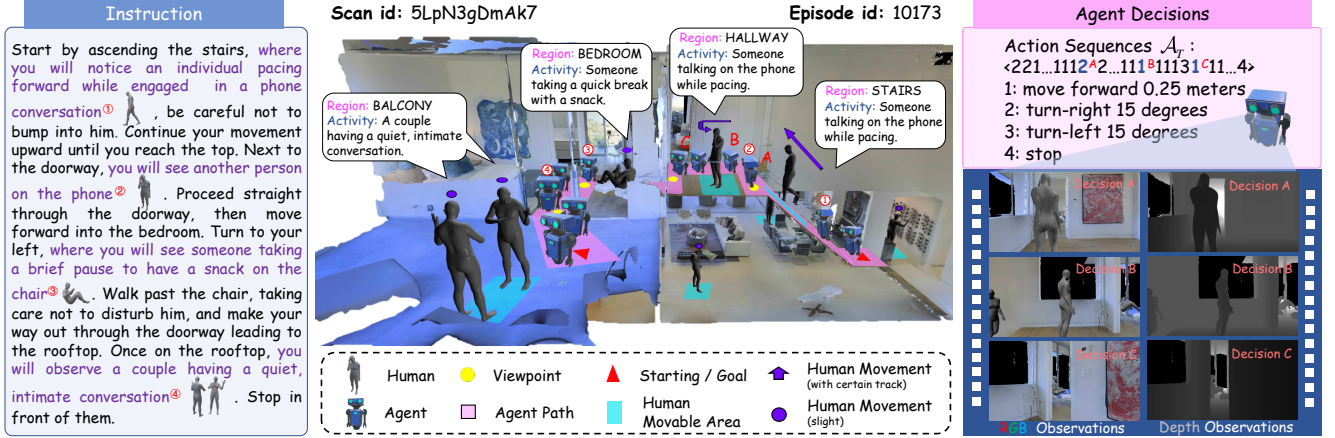 Instruction
Start by ascending the stairs, where
you will notice an individual pacing
forward while engaged in a phone
conversation① , be careful not to
bump into him. Continue your movement
upward until you reach the top. Next to
the doorway, you will see another person
on the phone② . Proceed straight
through the doorway, then move
forward into the bedroom. Turn to your
left, where you will see someone taking
a brief pause to have a snack on the
chair③ . Walk past the chair, taking
care not to disturb him, and make your
way out through the doorway leading to
the rooftop. Once on the rooftop, you
will observe a couple having a quiet,
intimate conversation④ . Stop in
front of them.
Scan id: 5LpN3gDmAk7
Episode id: 10173
Region: BALCONY
Activity: A couple
having a quiet, intimate
conversation.
Region: BEDROOM
Activity: Someone
taking a quick break
with a snack.
Region: HALLWAY
Activity: Someone
talking on the phone
while pacing.
Region: STAIRS
Activity: Someone
talking on the phone
while pacing.
④
③
C
B
②
A
①
Human
Viewpoint
Starting / Goal
Human Movement
(with certain track)
Agent
Agent Path
Human
Movable Area
Human Movement
(slight)
Agent Decisions
Action Sequences 𝒜_T :
<221...1112ᴬ2...111ᴮ11131ᶜ11...4>
1: move forward 0.25 meters
2: turn-right 15 degrees
3: turn-left 15 degrees
4: stop
Decision A
Decision A
Decision B
Decision B
Decision C
Decision C
RGB Observations
Depth Observations